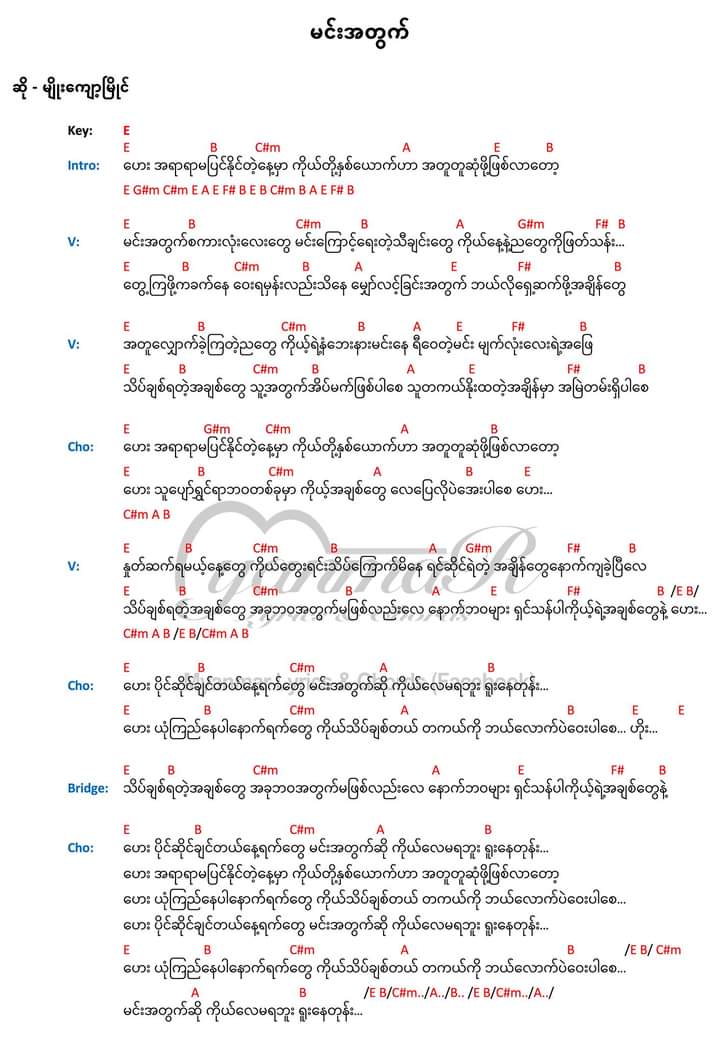 မင်းအတွက်
ဆို - မျိုးကျော့မြိုင်
Key: E
E B C#m A E B
Intro: ဟေး အရာရာမပြင်နိုင်တဲ့နေ့မှာ ကိုယ်တို့နှစ်ယောက်ဟာ အတူတူဆုံဖို့ဖြစ်လာတော့
E G#m C#m E A E F# B E B C#m B A E F# B
E B C#m B A G#m F# B
V: မင်းအတွက်စကားလုံးလေးတွေ မင်းကြောင့်ရေးတဲ့သီချင်းတွေ ကိုယ်နေ့နဲ့ညတွေကိုဖြတ်သန်း...
E B C#m B A E F# B
တွေ့ကြဖို့ကခက်နေ ဝေးရမှန်းလည်းသိနေ မျှော်လင့်ခြင်းအတွက် ဘယ်လိုရှေ့ဆက်ဖို့အချိန်တွေ
E B C#m B A E F# B
V: အတူလျှောက်ခဲ့ကြတဲ့ညတွေ ကိုယ့်ရဲ့နံဘေးနားမင်းနေ ရီဝေတဲ့မင်း မျက်လုံးလေးရဲ့အဖြေ
E B C#m B A E F# B
သိပ်ချစ်ရတဲ့အချစ်တွေ သူ့အတွက်အိပ်မက်ဖြစ်ပါစေ သူတကယ်နိုးထတဲ့အချိန်မှာ အမြဲတမ်းရှိပါစေ
E G#m C#m A B
Cho: ဟေး အရာရာမပြင်နိုင်တဲ့နေ့မှာ ကိုယ်တို့နှစ်ယောက်ဟာ အတူတူဆုံဖို့ဖြစ်လာတော့
E B C#m A B E
ဟေး သူပျော်ရွှင်ရာဘဝတစ်ခုမှာ ကိုယ့်အချစ်တွေ လေပြေလိုပဲအေးပါစေ ဟေး...
C#m A B
E B C#m B A G#m F# B
V: နှုတ်ဆက်ရမယ့်နေ့တွေ ကိုယ်တွေးရင်းသိပ်ကြောက်မိနေ ရင်ဆိုင်ရဲတဲ့ အချိန်တွေနောက်ကျခဲ့ပြီလေ
E B C#m B A E F# B /E B/
သိပ်ချစ်ရတဲ့အချစ်တွေ အခုဘဝအတွက်မဖြစ်လည်းလေ နောက်ဘဝများ ရှင်သန်ပါကိုယ့်ရဲ့အချစ်တွေနဲ့ ဟေး...
C#m A B /E B/C#m A B
E B C#m A B
Cho: ဟေး ပိုင်ဆိုင်ချင်တယ်နေ့ရက်တွေ မင်းအတွက်ဆို ကိုယ်လေမရဘူး ရူးနေတုန်း...
E B C#m A B E E
ဟေး ယုံကြည်နေပါနောက်ရက်တွေ ကိုယ်သိပ်ချစ်တယ် တကယ်ကို ဘယ်လောက်ပဲဝေးပါစေ... ဟိုး...
E B C#m A E F# B
Bridge: သိပ်ချစ်ရတဲ့အချစ်တွေ အခုဘဝအတွက်မဖြစ်လည်းလေ နောက်ဘဝများ ရှင်သန်ပါကိုယ့်ရဲ့အချစ်တွေနဲ့
E B C#m A B
Cho: ဟေး ပိုင်ဆိုင်ချင်တယ်နေ့ရက်တွေ မင်းအတွက်ဆို ကိုယ်လေမရဘူး ရူးနေတုန်း...
ဟေး အရာရာမပြင်နိုင်တဲ့နေ့မှာ ကိုယ်တို့နှစ်ယောက်ဟာ အတူတူဆုံဖို့ဖြစ်လာတော့
ဟေး ယုံကြည်နေပါနောက်ရက်တွေ ကိုယ်သိပ်ချစ်တယ် တကယ်ကို ဘယ်လောက်ပဲဝေးပါစေ...
ဟေး ပိုင်ဆိုင်ချင်တယ်နေ့ရက်တွေ မင်းအတွက်ဆို ကိုယ်လေမရဘူး ရူးနေတုန်း...
E B C#m A B /E B/ C#m
ဟေး ယုံကြည်နေပါနောက်ရက်တွေ ကိုယ်သိပ်ချစ်တယ် တကယ်ကို ဘယ်လောက်ပဲဝေးပါစေ...
A B /E B/C#m../A../B.. /E B/C#m../A../
မင်းအတွက်ဆို ကိုယ်လေမရဘူး ရူးနေတုန်း...
MyanmaR
Lyrics & Chords
Myanmar Lyrics & Chords (Facebook)